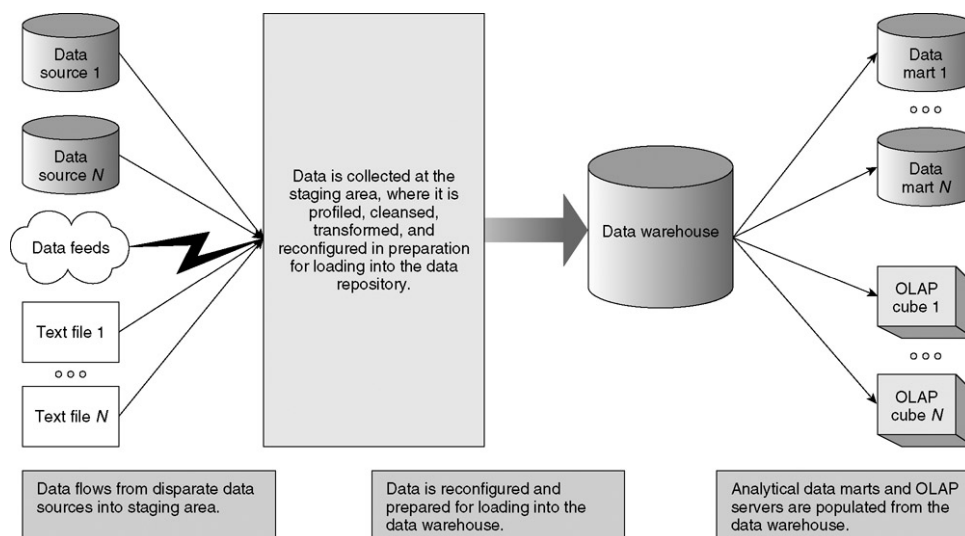 Data
source 1
Data
source N
Data feeds
Text file 1
Text file N
Data is collected at the
staging area, where it is
profiled, cleansed,
transformed, and
reconfigured in preparation
for loading into the data
repository.
Data warehouse
Data
mart 1
Data
mart N
OLAP
cube 1
OLAP
cube N
Data flows from disparate data
sources into staging area.
Data is reconfigured and
prepared for loading into the
data warehouse.
Analytical data marts and OLAP
servers are populated from the
data warehouse.